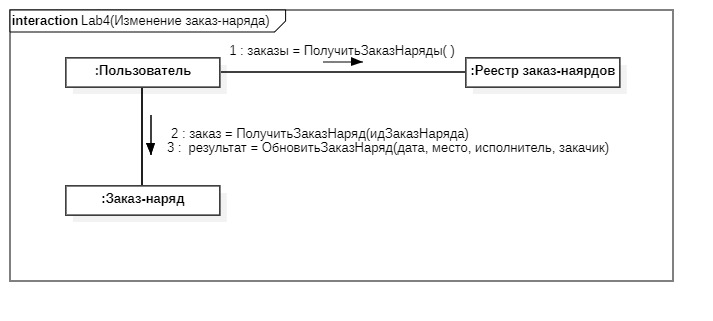 interaction Lab4(Изменение заказ-наряда)
1 : заказы = ПолучитьЗаказНаряды( )
:Пользователь
:Реестр заказ-наярдов
2 : заказ = ПолучитьЗаказНаряд(идЗаказНаряда)
3 : результат = ОбновитьЗаказНаряд(дата, место, исполнитель, закачик)
:Заказ-наряд